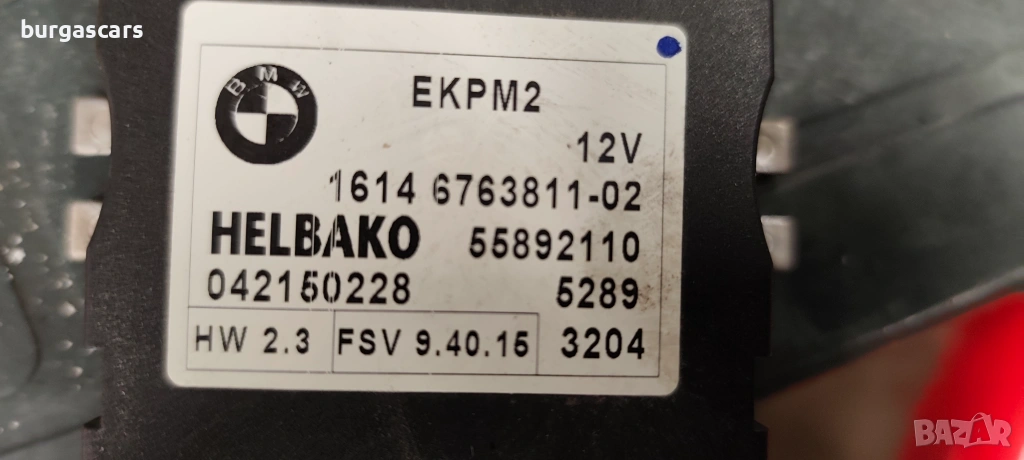 burgascars
BMW
EKPM2
12V
1614 6763811-02
HELBAKO 55892110
042150228 5289
HW 2.3 FSV 9.40.15 3204
BAZAR